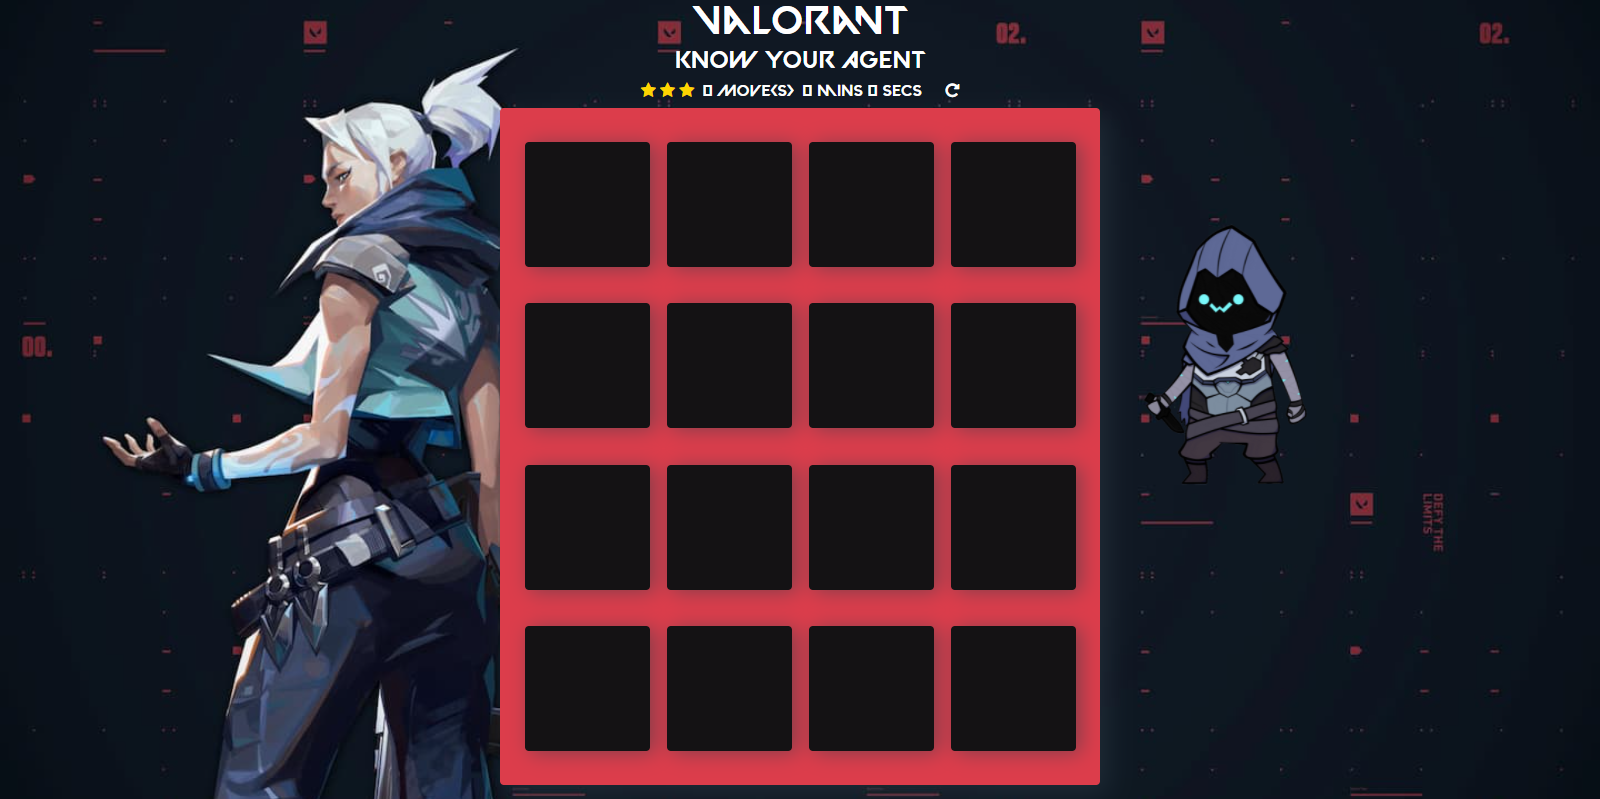 VALORANT
KNOW YOUR AGENT
0 MOVE(S) 0 MINS 0 SECS
02.
02.
00.
DEFY THE
LIMITS